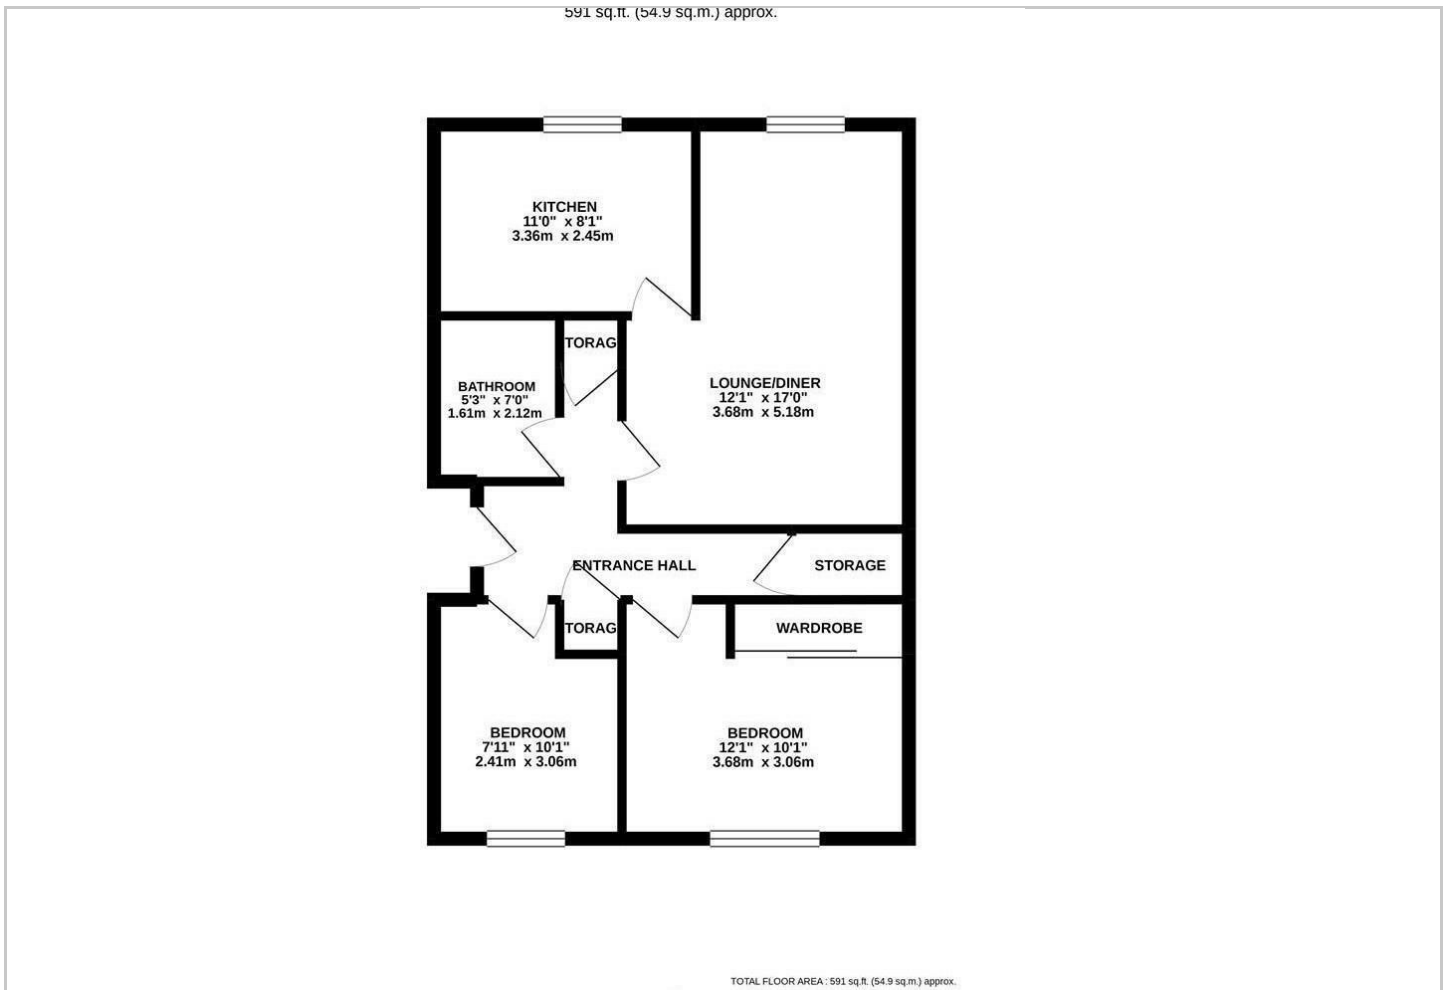 591 sq.ft. (54.9 sq.m.) approx.
KITCHEN
11'0" x 8'1"
3.36m x 2.45m
TORAG
BATHROOM
5'3" x 7'0"
1.61m x 2.12m
LOUNGE/DINER
12'1" x 17'0"
3.68m x 5.18m
ENTRANCE HALL
STORAGE
TORAG
WARDROBE
BEDROOM
7'11" x 10'1"
2.41m x 3.06m
BEDROOM
12'1" x 10'1"
3.68m x 3.06m
TOTAL FLOOR AREA : 591 sq.ft. (54.9 sq.m.) approx.